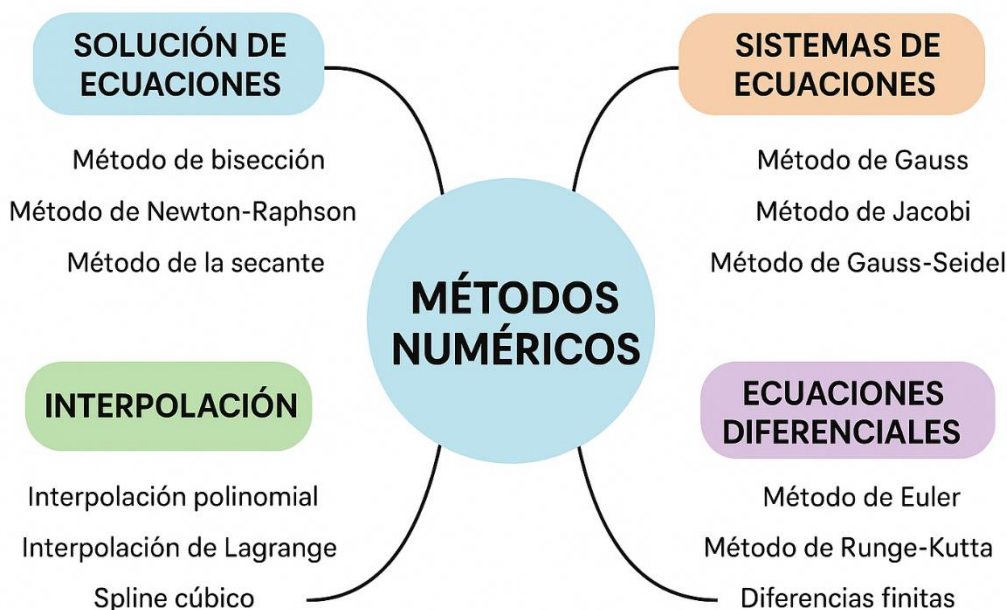 SOLUCIÓN DE
ECUACIONES
Método de bisección
Método de Newton-Raphson
Método de la secante
SISTEMAS DE
ECUACIONES
Método de Gauss
Método de Jacobi
Método de Gauss-Seidel
MÉTODOS
NUMÉRICOS
INTERPOLACIÓN
Interpolación polinomial
Interpolación de Lagrange
Spline cúbico
ECUACIONES
DIFERENCIALES
Método de Euler
Método de Runge-Kutta
Diferencias finitas